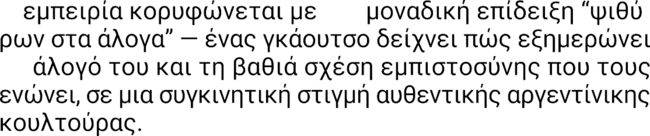 εμπειρία κορυφώνεται με μοναδική επίδειξη “ψιθύ
ρων στα άλογα” — ένας γκάουτσο δείχνει πώς εξημερώνει
άλογό του και τη βαθιά σχέση εμπιστοσύνης που τους
ενώνει, σε μια συγκινητική στιγμή αυθεντικής αργεντίνικης
κουλτούρας.